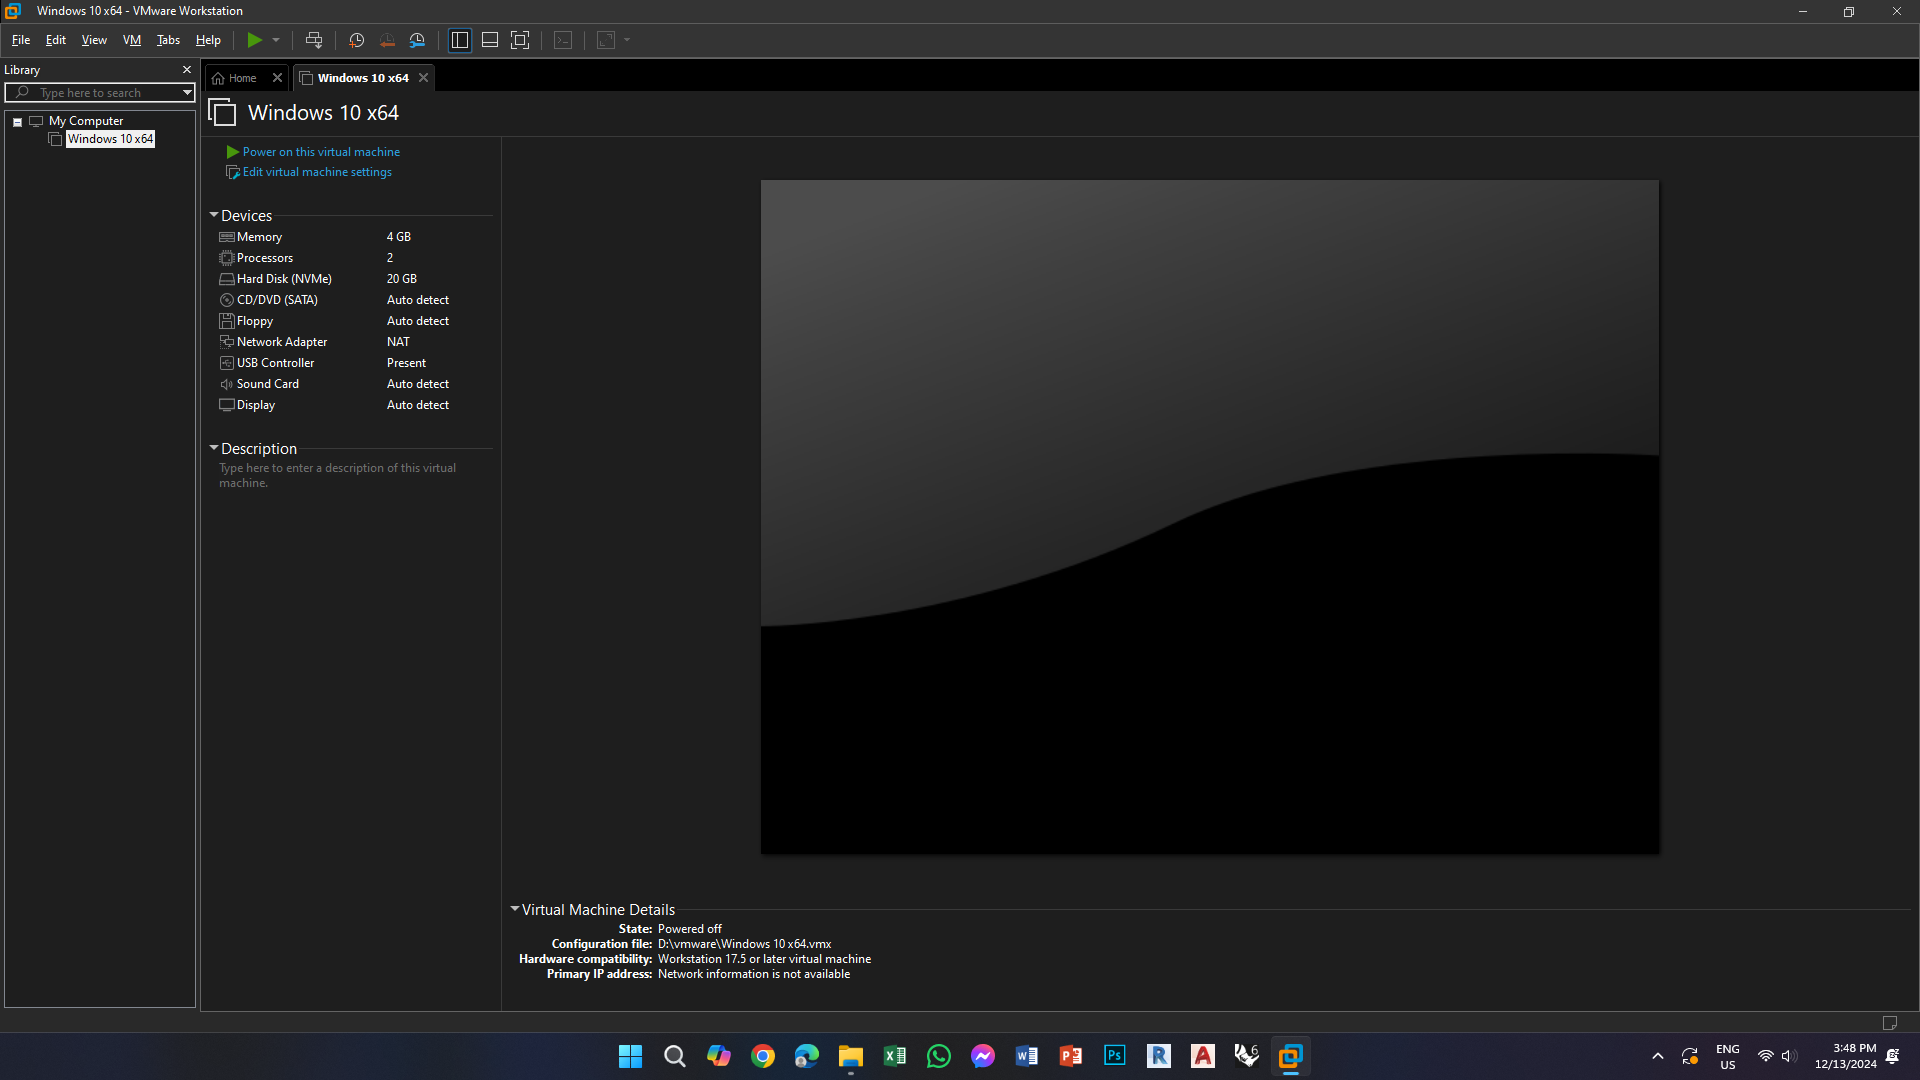 Windows 10 x64 - VMware Workstation
File Edit View VM Tabs Help
Library
Type here to search
My Computer
Windows 10 x64
Home
Windows 10 x64
Windows 10 x64
Power on this virtual machine
Edit virtual machine settings
Devices
Memory 4 GB
Processors 2
Hard Disk (NVMe) 20 GB
CD/DVD (SATA) Auto detect
Floppy Auto detect
Network Adapter NAT
USB Controller Present
Sound Card Auto detect
Display Auto detect
Description
Type here to enter a description of this virtual
machine.
Virtual Machine Details
State: Powered off
Configuration file: D:\vmware\Windows 10 x64.vmx
Hardware compatibility: Workstation 17.5 or later virtual machine
Primary IP address: Network information is not available
Ps
R
A
6
ENG
US
3:48 PM
12/13/2024